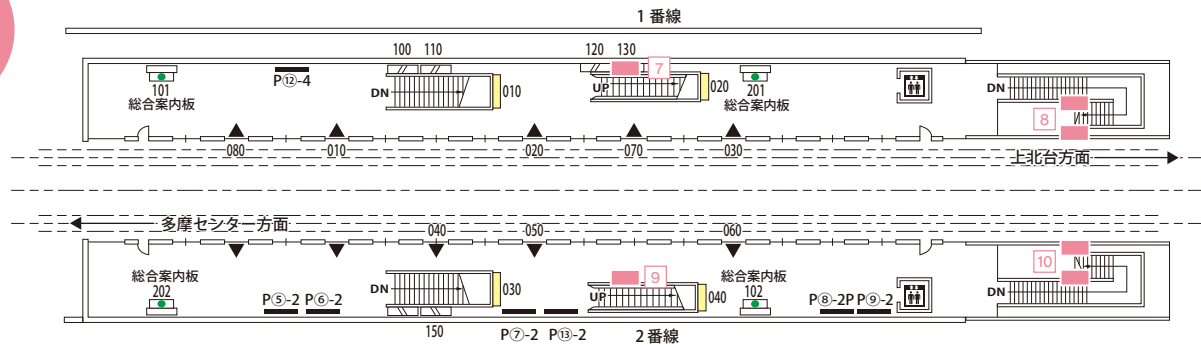 1 番線
100 110
120 130
7
P⑫-4
DN
010
UP
020
DN
101
総合案内板
201
総合案内板
8
080
010
020
070
030
上北台方面
多摩センター方面
040
050
060
総合案内板
202
P⑤-2
P⑥-2
DN
030
9
UP
040
総合案内板
102
P⑧-2P
P⑨-2
10
DN
150
P⑦-2
P⑬-2
2 番線